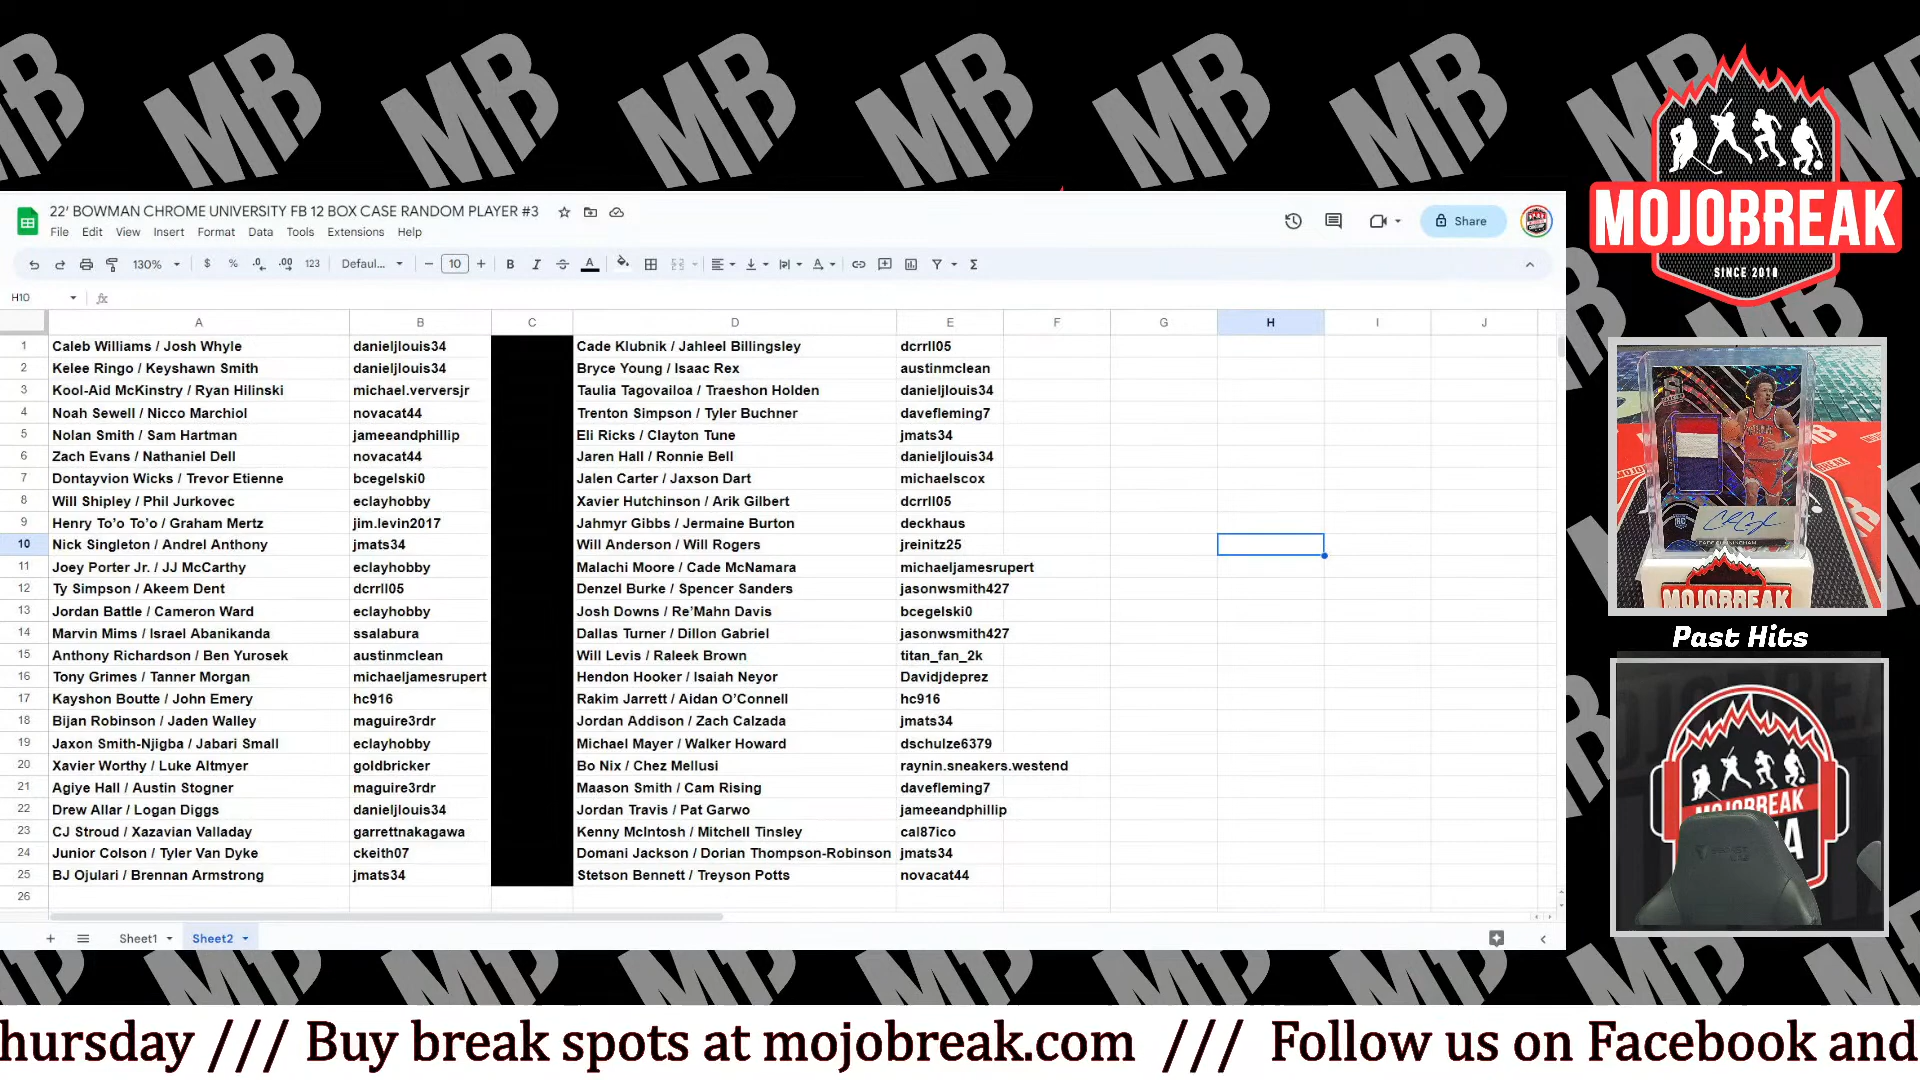 22' BOWMAN CHROME UNIVERSITY FB 12 BOX CASE RANDOM PLAYER #3
File Edit View Insert Format Data Tools Extensions Help
Share
130% $ % .0 .00 123 Defaul... 10 B I A
H10
A B C D E F G H I J
1 Caleb Williams / Josh Whyle danieljlouis34 Cade Klubnik / Jahleel Billingsley dcrrll05
2 Kelee Ringo / Keyshawn Smith danieljlouis34 Bryce Young / Isaac Rex austinmclean
3 Kool-Aid McKinstry / Ryan Hilinski michael.verversjr Taulia Tagovailoa / Traeshon Holden danieljlouis34
4 Noah Sewell / Nicco Marchiol novacat44 Trenton Simpson / Tyler Buchner davefleming7
5 Nolan Smith / Sam Hartman jameeandphillip Eli Ricks / Clayton Tune jmats34
6 Zach Evans / Nathaniel Dell novacat44 Jaren Hall / Ronnie Bell danieljlouis34
7 Dontayvion Wicks / Trevor Etienne bcegelski0 Jalen Carter / Jaxson Dart michaelscox
8 Will Shipley / Phil Jurkovec eclayhobby Xavier Hutchinson / Arik Gilbert dcrrll05
9 Henry To’o To’o / Graham Mertz jim.levin2017 Jahmyr Gibbs / Jermaine Burton deckhaus
10 Nick Singleton / Andrel Anthony jmats34 Will Anderson / Will Rogers jreinitz25
11 Joey Porter Jr. / JJ McCarthy eclayhobby Malachi Moore / Cade McNamara michaeljamesrupert
12 Ty Simpson / Akeem Dent dcrrll05 Denzel Burke / Spencer Sanders jasonwsmith427
13 Jordan Battle / Cameron Ward eclayhobby Josh Downs / Re’Mahn Davis bcegelski0
14 Marvin Mims / Israel Abanikanda ssalabura Dallas Turner / Dillon Gabriel jasonwsmith427
15 Anthony Richardson / Ben Yurosek austinmclean Will Levis / Raleek Brown titan_fan_2k
16 Tony Grimes / Tanner Morgan michaeljamesrupert Hendon Hooker / Isaiah Neyor Davidjdeprez
17 Kayshon Boutte / John Emery hc916 Rakim Jarrett / Aidan O’Connell hc916
18 Bijan Robinson / Jaden Walley maguire3rdr Jordan Addison / Zach Calzada jmats34
19 Jaxon Smith-Njigba / Jabari Small eclayhobby Michael Mayer / Walker Howard dschulze6379
20 Xavier Worthy / Luke Altmyer goldbricker Bo Nix / Chez Mellusi raynin.sneakers.westend
21 Agiye Hall / Austin Stogner maguire3rdr Maason Smith / Cam Rising davefleming7
22 Drew Allar / Logan Diggs danieljlouis34 Jordan Travis / Pat Garwo jameeandphillip
23 CJ Stroud / Xazavian Valladay garrettnakagawa Kenny McIntosh / Mitchell Tinsley cal87ico
24 Junior Colson / Tyler Van Dyke ckeith07 Domani Jackson / Dorian Thompson-Robinson jmats34
25 BJ Ojulari / Brennan Armstrong jmats34 Stetson Bennett / Treyson Potts novacat44
26
Sheet1 Sheet2
MOJOBREAK
SINCE 2010
MOJOBREAK
Past Hits
MOJOBREAK
hursday /// Buy break spots at mojobreak.com /// Follow us on Facebook and